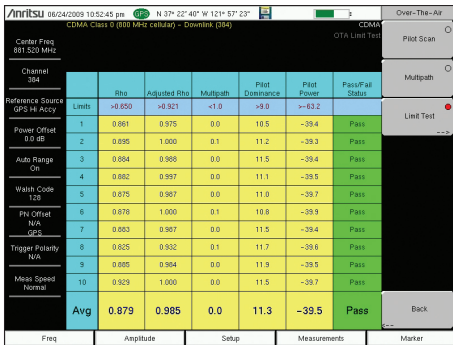 Anritsu 06/24/2009 10:52:45 pm GPS N 37° 22' 40" W 121° 57' 23" Over-The-Air
CDMA Class 0 (800 MHz cellular) - Downlink (384) CDMA
OTA Limit Test
Center Freq
881.520 MHz
Channel
384
Reference Source
GPS Hi Accy
Power Offset
0.0 dB
Auto Range
On
Walsh Code
128
PN Offset
N/A
GPS
Trigger Polarity
N/A
Meas Speed
Normal
Rho Adjusted Rho Multipath Pilot Dominance Pilot Power Pass/Fail Status
Limits >0.850 >0.921 <1.0 >9.0 >-63.2
1 0.861 0.975 0.0 10.5 -39.4 Pass
2 0.895 1.000 0.1 11.2 -39.3 Pass
3 0.884 0.986 0.0 11.5 -39.4 Pass
4 0.882 0.997 0.0 11.1 -39.5 Pass
5 0.875 0.987 0.0 11.0 -39.7 Pass
6 0.878 1.000 0.1 10.8 -39.9 Pass
7 0.883 0.987 0.0 11.5 -39.4 Pass
8 0.825 0.932 0.1 11.7 -39.6 Pass
9 0.885 0.984 0.0 11.9 -39.5 Pass
10 0.929 1.000 0.0 11.5 -39.7 Pass
Avg 0.879 0.985 0.0 11.3 -39.5 Pass
Pilot Scan
Multipath
Limit Test
-->
Back
<--
Freq Amplitude Setup Measurements Marker